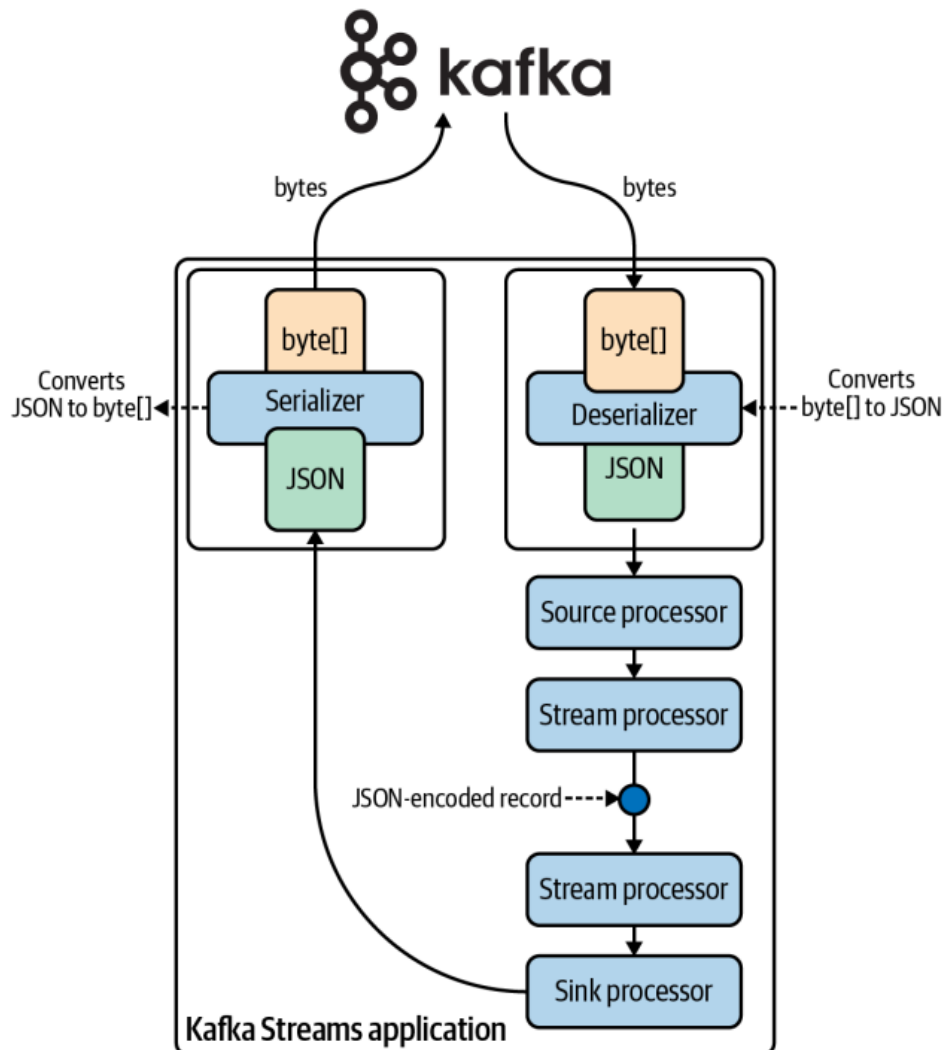 kafka
bytes
bytes
byte[]
byte[]
Converts
JSON to byte[]
Serializer
Deserializer
Converts
byte[] to JSON
JSON
JSON
Source processor
Stream processor
JSON-encoded record
Stream processor
Sink processor
Kafka Streams application